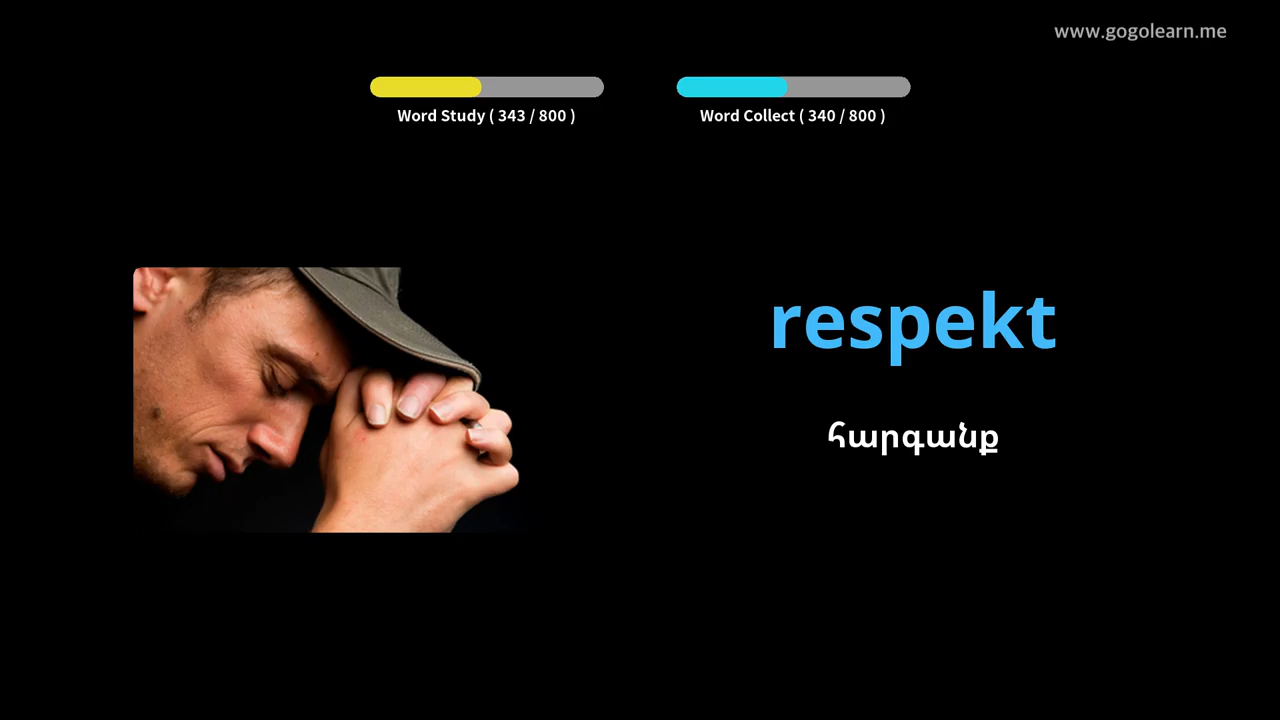 www.gogolearn.me
Word Study ( 343 / 800 )
Word Collect ( 340 / 800 )
respekt
հարգանք